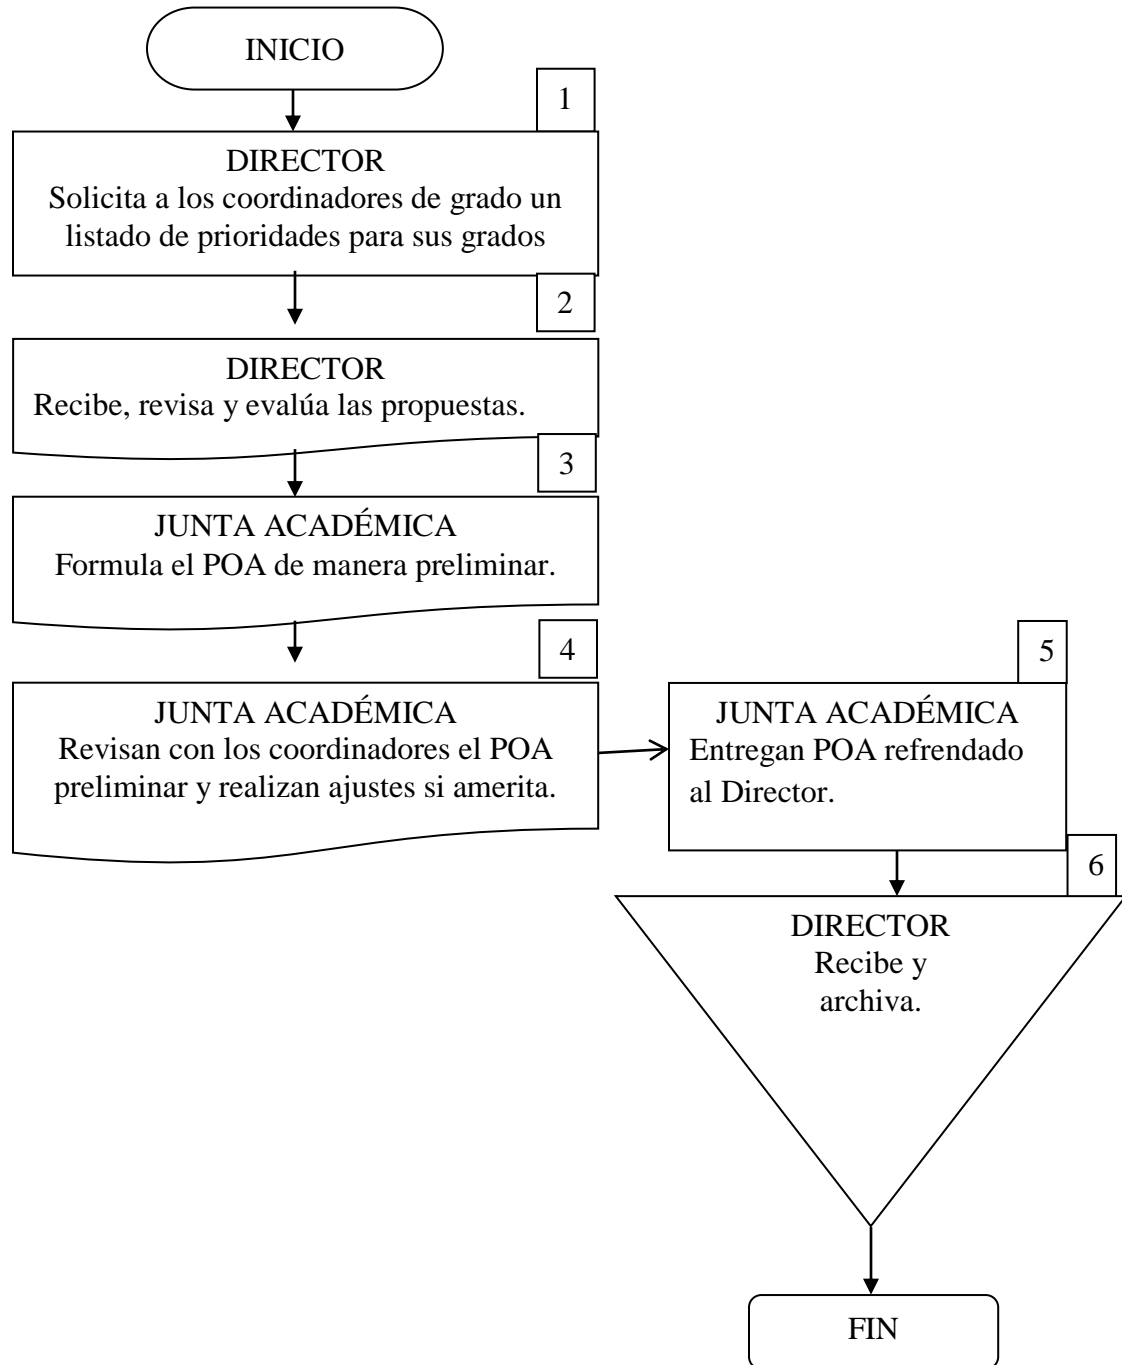 INICIO
1
DIRECTOR
Solicita a los coordinadores de grado un
listado de prioridades para sus grados
2
DIRECTOR
Recibe, revisa y evalúa las propuestas.
3
JUNTA ACADÉMICA
Formula el POA de manera preliminar.
4
JUNTA ACADÉMICA
Revisan con los coordinadores el POA
preliminar y realizan ajustes si amerita.
5
JUNTA ACADÉMICA
Entregan POA refrendado
al Director.
6
DIRECTOR
Recibe y
archiva.
FIN